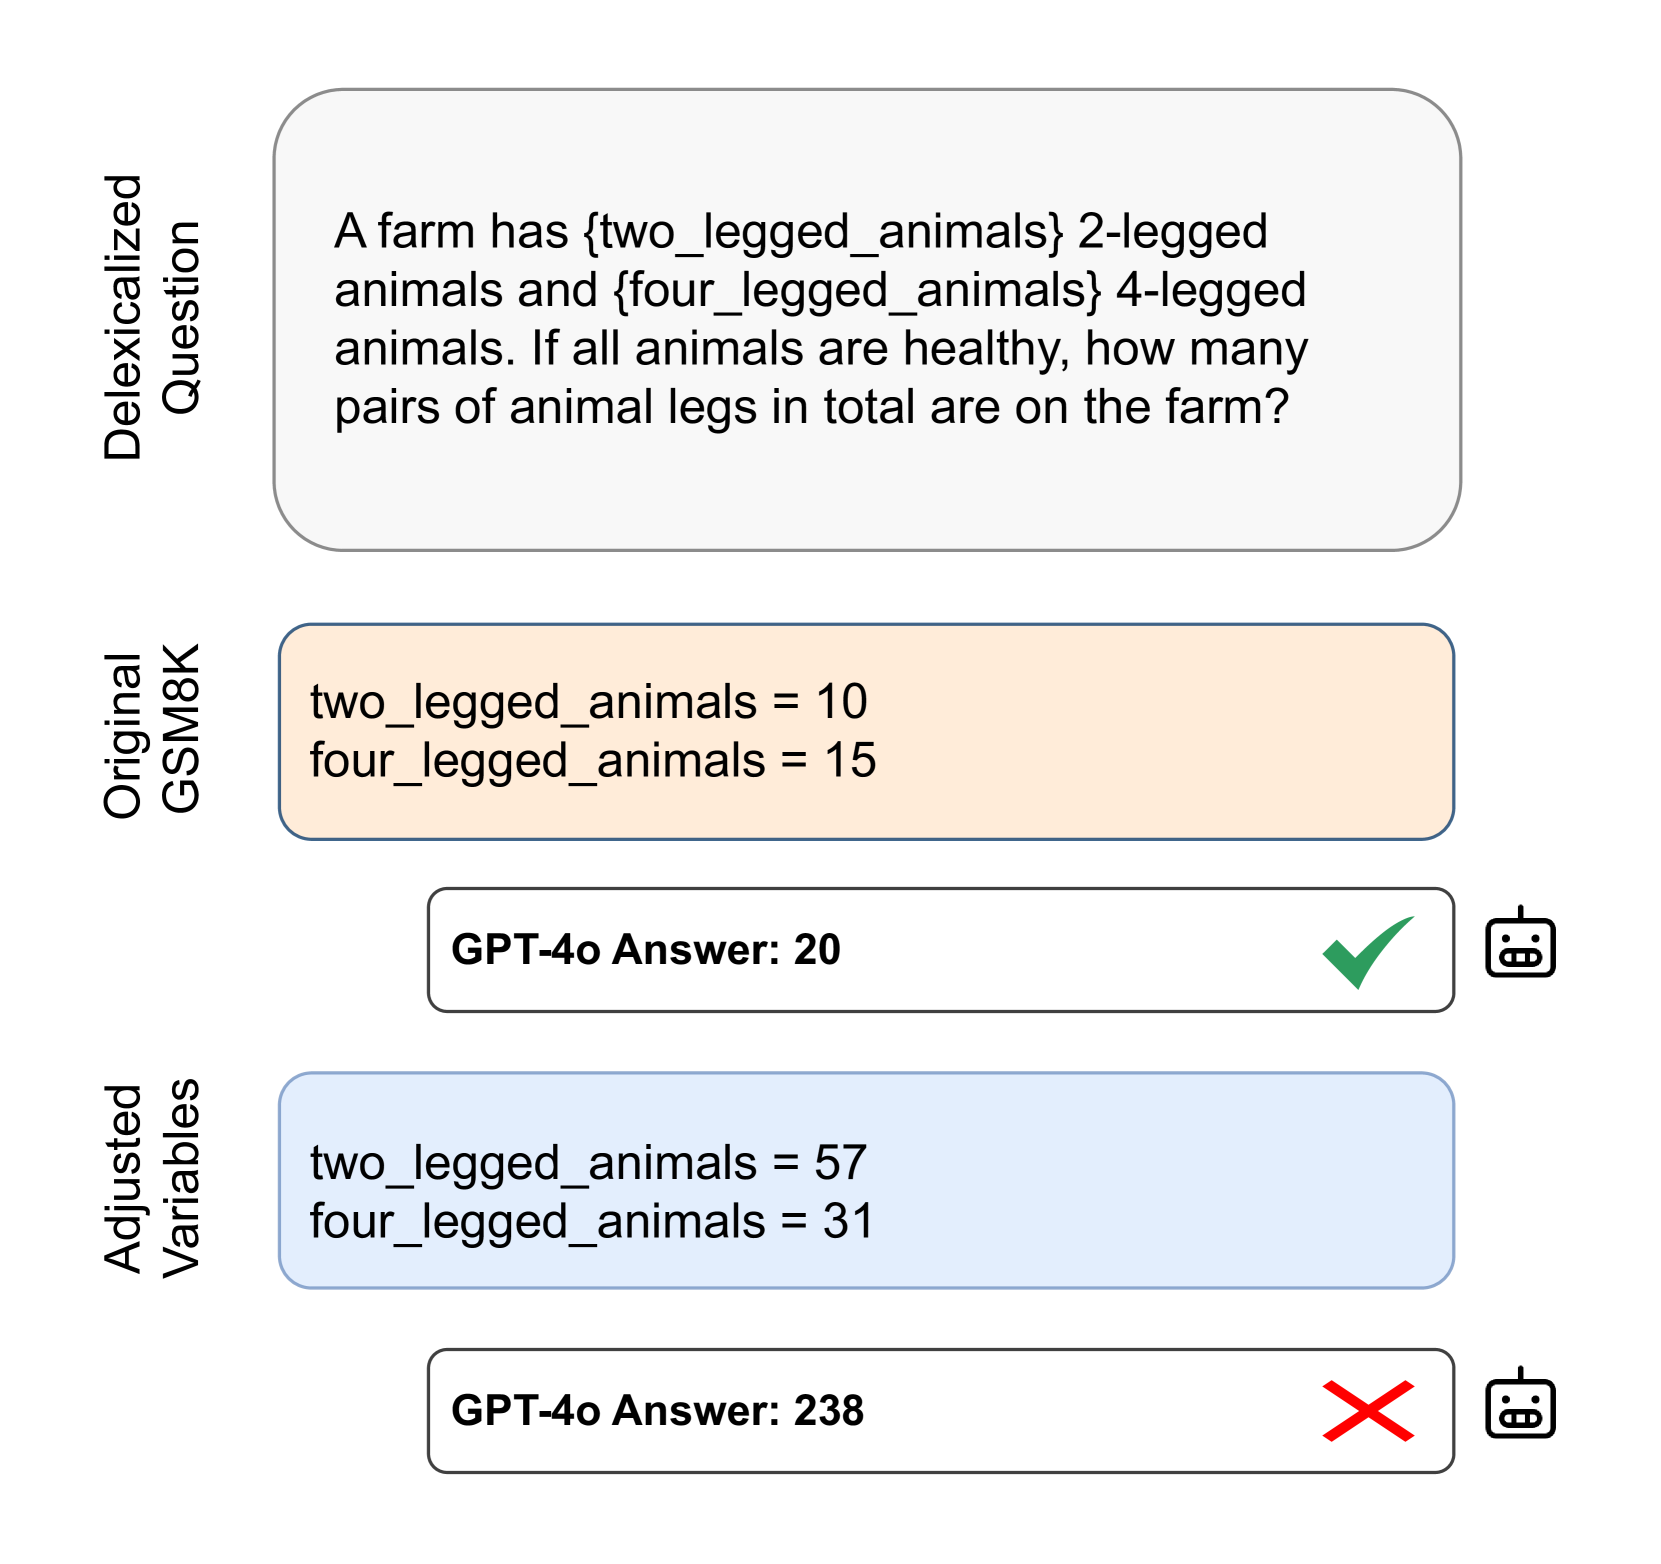 Delexicalized
Question
A farm has {two_legged_animals} 2-legged
animals and {four_legged_animals} 4-legged
animals. If all animals are healthy, how many
pairs of animal legs in total are on the farm?
Original
GSM8K
two_legged_animals = 10
four_legged_animals = 15
GPT-4o Answer: 20
Adjusted
Variables
two_legged_animals = 57
four_legged_animals = 31
GPT-4o Answer: 238